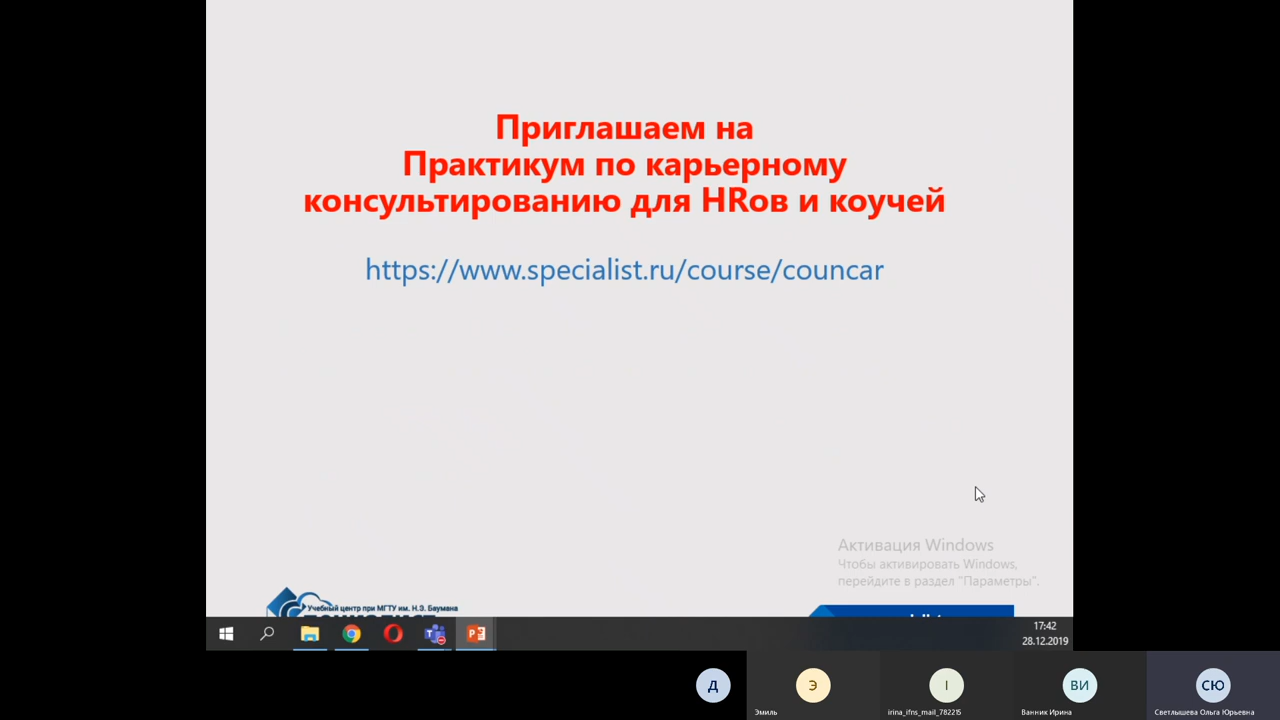 Приглашаем на
Практикум по карьерному
консультированию для HRов и коучей
https://www.specialist.ru/course/councar
Активация Windows
Чтобы активировать Windows,
перейдите в раздел "Параметры".
Учебный центр при МГТУ им. Н.Э. Баумана
17:42
28.12.2019
Д
Э
I
ВИ
СЮ
Эмиль
irina_ifns_mail_782215
Ванник Ирина
Светлышева Ольга Юрьевна